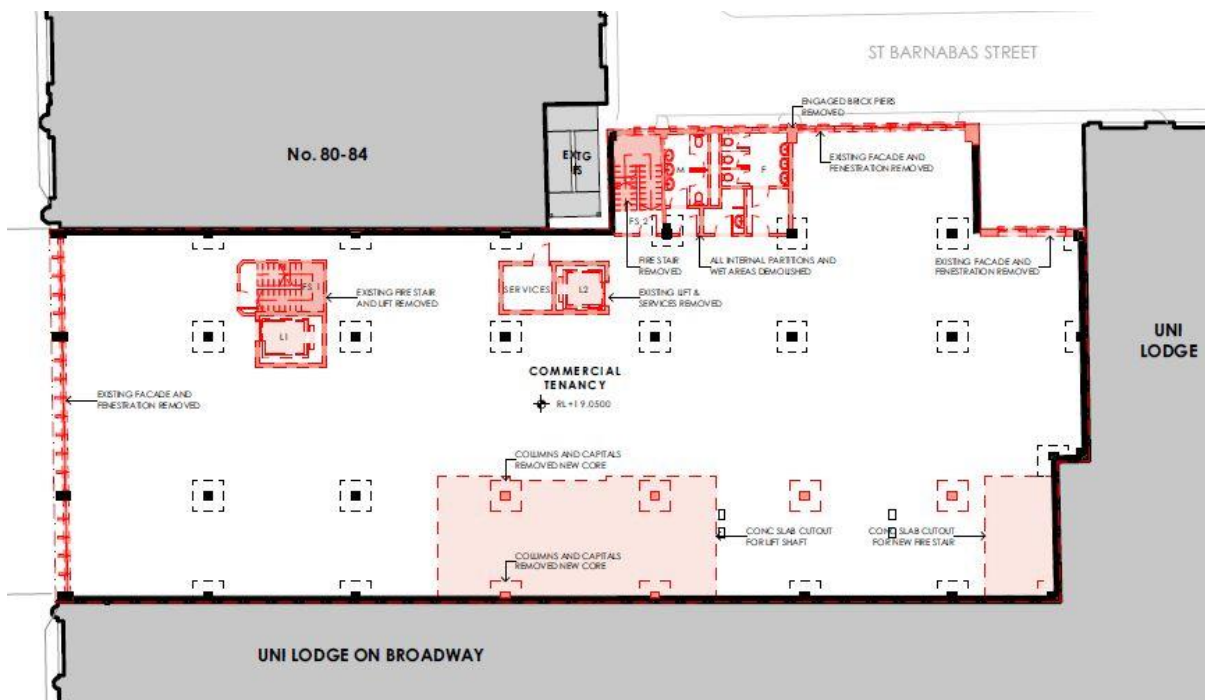 ST BARNABAS STREET
ENGAGED BRICK PIERS
REMOVED
No. 80-84
EXTG
FS
M
F
EXISTING FACADE AND
FENESTRATION REMOVED
FS 2
FIRE STAIR
REMOVED
ALL INTERNAL PARTITIONS AND
WET AREAS DEMOLISHED
EXISTING FACADE AND
FENESTRATION REMOVED
FS 1
EXISTING FIRE STAIR
AND LIFT REMOVED
SERVICES
L2
EXISTING LIFT &
SERVICES REMOVED
L1
UNI
LODGE
COMMERCIAL
TENANCY
RL+19.0500
EXISTING FACADE AND
FENESTRATION REMOVED
COLUMNS AND CAPITALS
REMOVED NEW CORE
CONC SLAB CUTOUT
FOR LIFT SHAFT
CONC SLAB CUTOUT
FOR NEW FIRE STAIR
COLUMNS AND CAPITALS
REMOVED NEW CORE
UNI LODGE ON BROADWAY